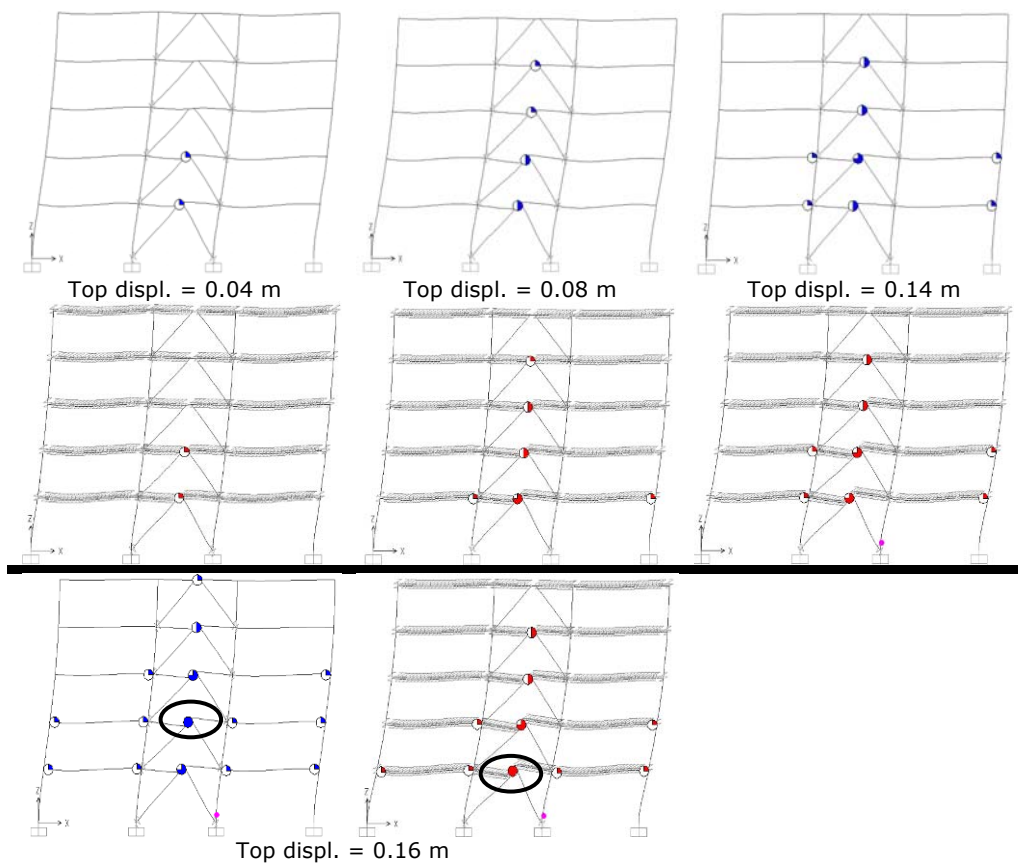 Z
X
Z
X
Z
X
Top displ. = 0.04 m
Top displ. = 0.08 m
Top displ. = 0.14 m
Z
X
Z
X
Z
X
Z
X
Z
X
Top displ. = 0.16 m